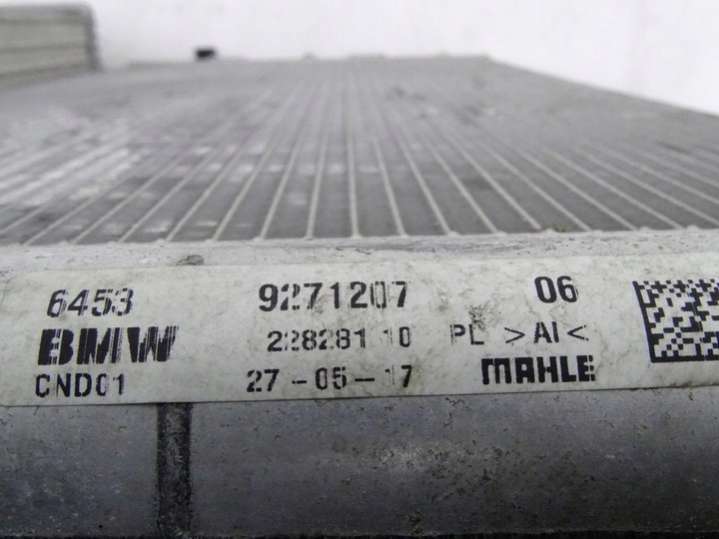 6453 9271207 06
BMW 228281 10 PL >Al<
CND01 27-05-17 MAHLE